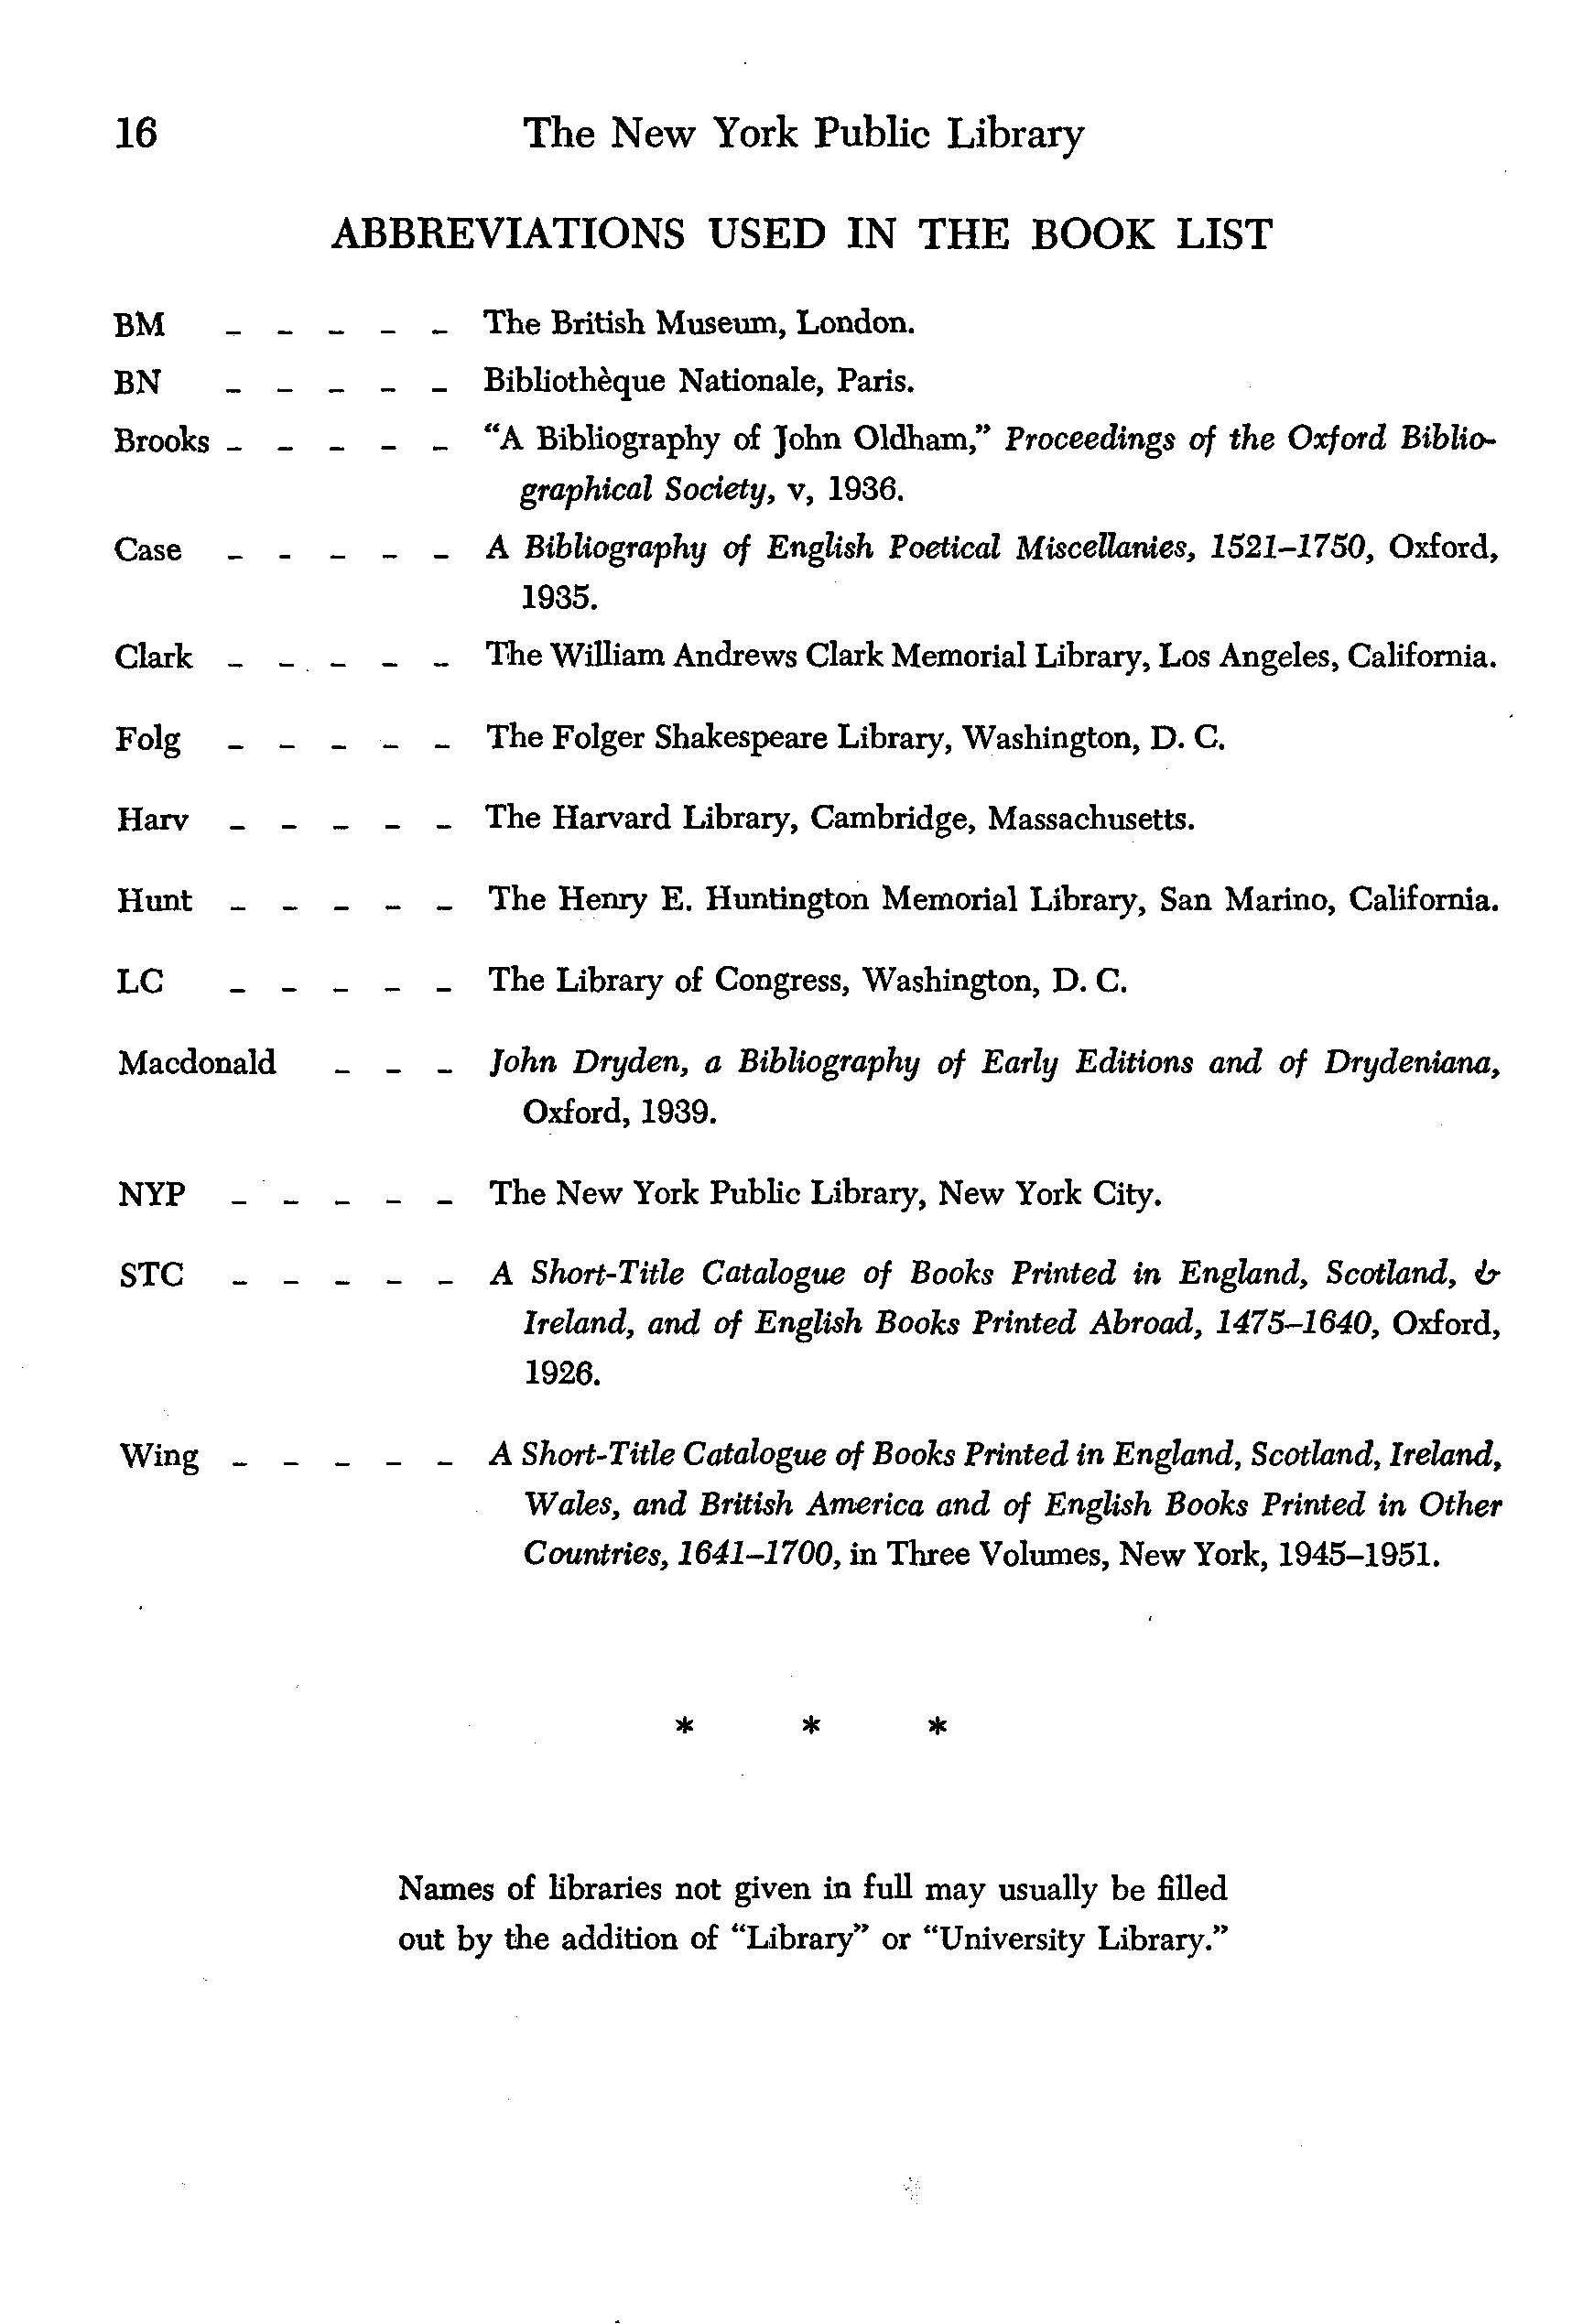 16 The New York Public Library
ABBREVIATIONS USED IN THE BOOK LIST
BM _ _ _ _ _ The British Museum, London.
BN _ _ _ _ _ Bibliothèque Nationale, Paris.
Brooks _ _ _ _ _ “A Bibliography of John Oldham,” Proceedings of the Oxford Biblio-
graphical Society, v, 1936.
Case _ _ _ _ _ A Bibliography of English Poetical Miscellanies, 1521–1750, Oxford,
1935.
Clark _ _ _ _ _ The William Andrews Clark Memorial Library, Los Angeles, California.
Folg _ _ _ _ _ The Folger Shakespeare Library, Washington, D. C.
Harv _ _ _ _ _ The Harvard Library, Cambridge, Massachusetts.
Hunt _ _ _ _ _ The Henry E. Huntington Memorial Library, San Marino, California.
LC _ _ _ _ _ The Library of Congress, Washington, D. C.
Macdonald _ _ _ John Dryden, a Bibliography of Early Editions and of Drydeniana,
Oxford, 1939.
NYP _ _ _ _ _ The New York Public Library, New York City.
STC _ _ _ _ _ A Short-Title Catalogue of Books Printed in England, Scotland, &
Ireland, and of English Books Printed Abroad, 1475–1640, Oxford,
1926.
Wing _ _ _ _ _ A Short-Title Catalogue of Books Printed in England, Scotland, Ireland,
Wales, and British America and of English Books Printed in Other
Countries, 1641–1700, in Three Volumes, New York, 1945–1951.
* * *
Names of libraries not given in full may usually be filled
out by the addition of “Library” or “University Library.”